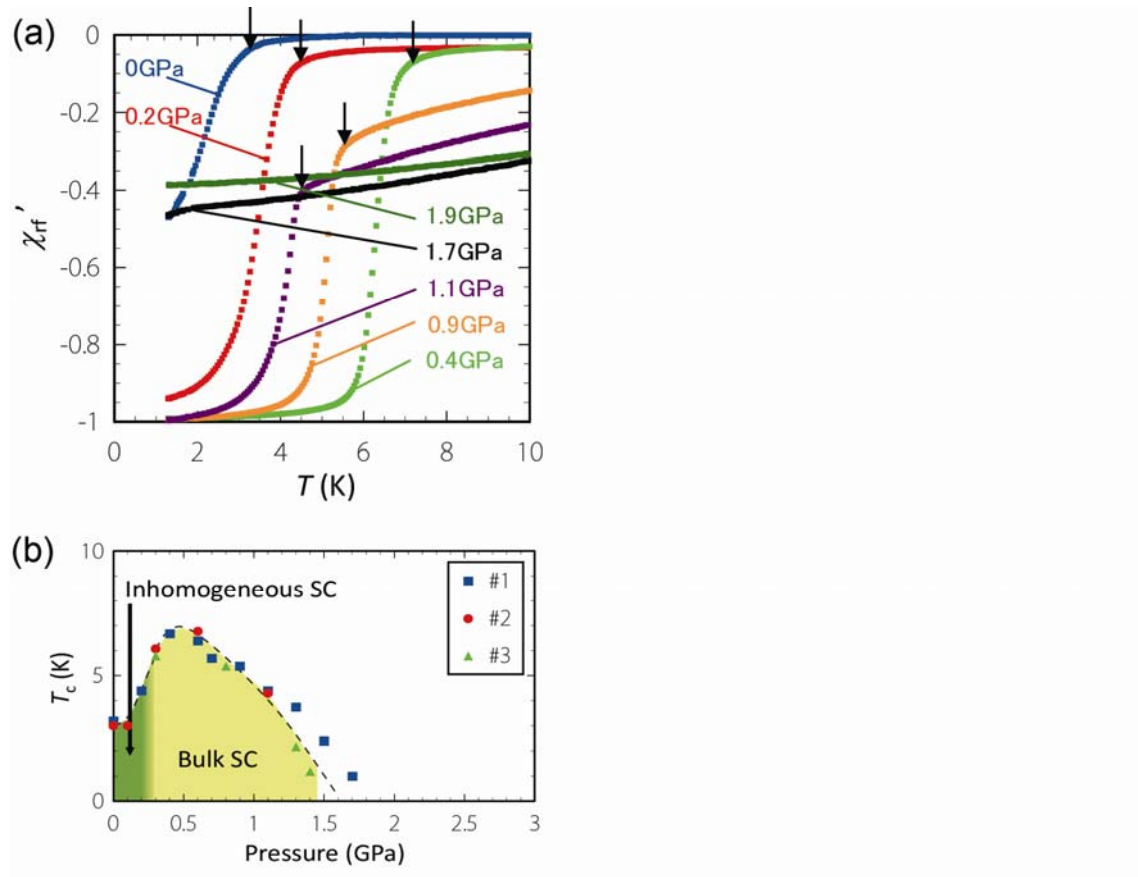 (a)
0
-0.2
-0.4
-0.6
-0.8
-1
χrf′
0GPa
0.2GPa
1.9GPa
1.7GPa
1.1GPa
0.9GPa
0.4GPa
0 2 4 6 8 10
T (K)
(b)
10
5
0
Tc (K)
Inhomogeneous SC
Bulk SC
#1
#2
#3
0 0.5 1 1.5 2 2.5 3
Pressure (GPa)